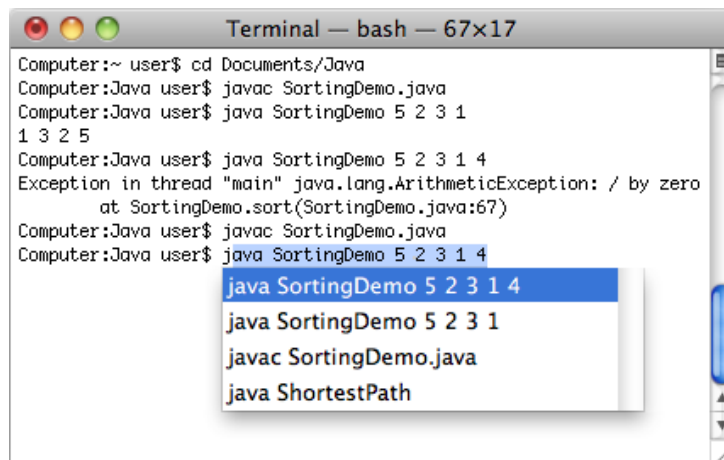 Terminal — bash — 67×17
Computer:~ user$ cd Documents/Java
Computer:Java user$ javac SortingDemo.java
Computer:Java user$ java SortingDemo 5 2 3 1
1 3 2 5
Computer:Java user$ java SortingDemo 5 2 3 1 4
Exception in thread "main" java.lang.ArithmeticException: / by zero
        at SortingDemo.sort(SortingDemo.java:67)
Computer:Java user$ javac SortingDemo.java
Computer:Java user$ java SortingDemo 5 2 3 1 4
java SortingDemo 5 2 3 1 4
java SortingDemo 5 2 3 1
javac SortingDemo.java
java ShortestPath